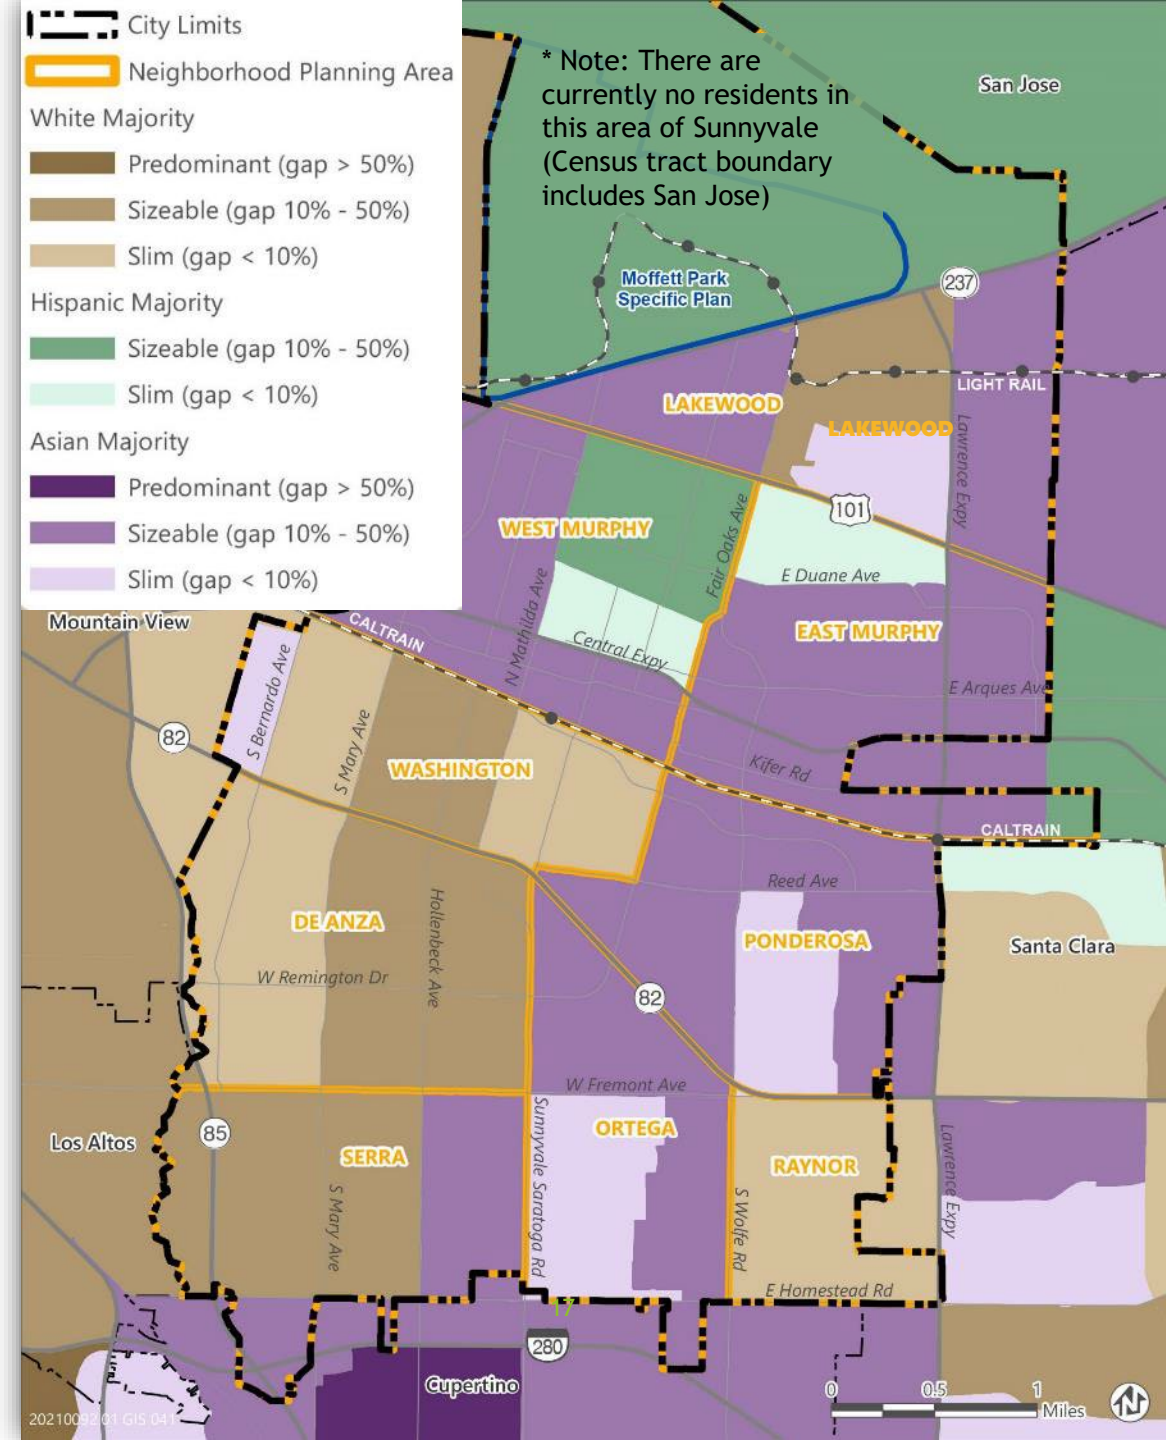 City Limits
Neighborhood Planning Area
White Majority
Predominant (gap > 50%)
Sizeable (gap 10% - 50%)
Slim (gap < 10%)
Hispanic Majority
Sizeable (gap 10% - 50%)
Slim (gap < 10%)
Asian Majority
Predominant (gap > 50%)
Sizeable (gap 10% - 50%)
Slim (gap < 10%)
* Note: There are
currently no residents in
this area of Sunnyvale
(Census tract boundary
includes San Jose)
San Jose
Moffett Park
Specific Plan
237
LIGHT RAIL
LAKEWOOD
LAKEWOOD
Lawrence Expy
101
WEST MURPHY
Fair Oaks Ave
E Duane Ave
N Mathilda Ave
Mountain View
CALTRAIN
Central Expy
EAST MURPHY
E Arques Ave
S Bernardo Ave
82
S Mary Ave
WASHINGTON
Kifer Rd
CALTRAIN
Reed Ave
DE ANZA
Hollenbeck Ave
PONDEROSA
Santa Clara
W Remington Dr
82
W Fremont Ave
Los Altos
85
SERRA
S Mary Ave
Sunnyvale Saratoga Rd
ORTEGA
S Wolfe Rd
RAYNOR
Lawrence Expy
E Homestead Rd
17
280
Cupertino
0 0.5 1
Miles
N
20210092.01 GIS 041